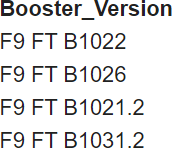 Booster_Version
F9 FT B1022
F9 FT B1026
F9 FT B1021.2
F9 FT B1031.2